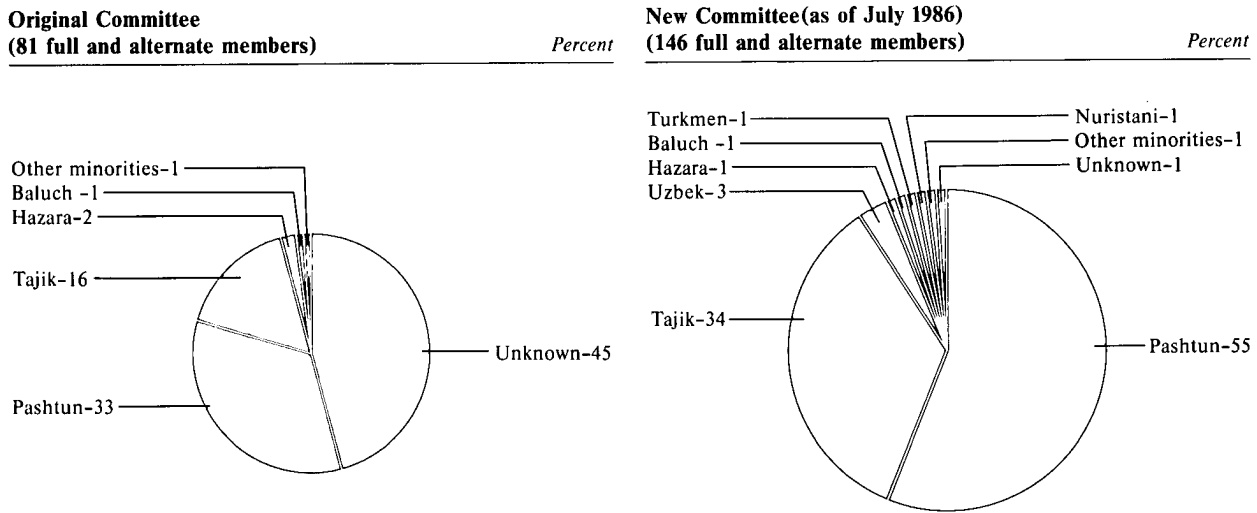 Original Committee
(81 full and alternate members) Percent
Other minorities-1
Baluch -1
Hazara-2
Tajik-16
Unknown-45
Pashtun-33
New Committee(as of July 1986)
(146 full and alternate members) Percent
Turkmen-1
Baluch -1
Hazara-1
Uzbek-3
Nuristani-1
Other minorities-1
Unknown-1
Tajik-34
Pashtun-55